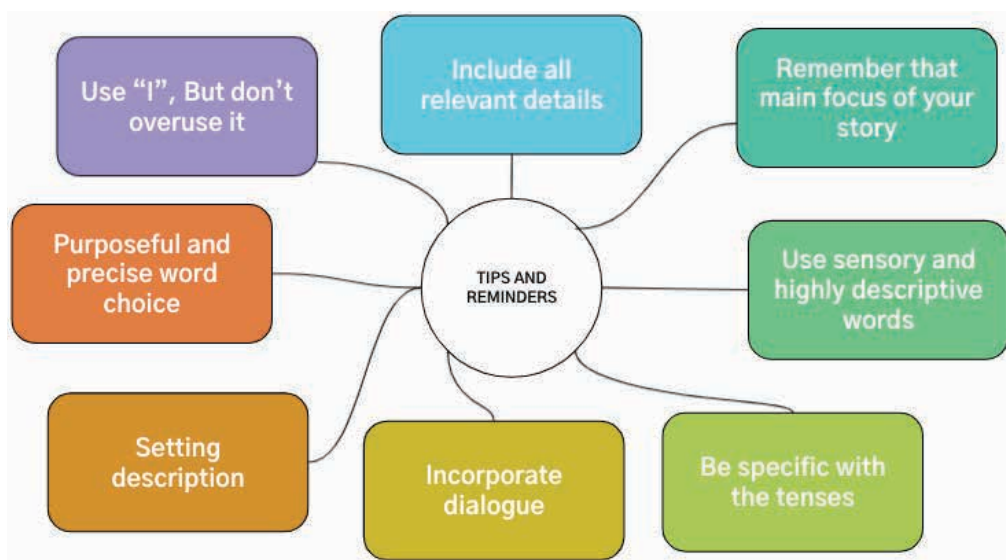 Use “I”, But don’t
overuse it
Include all
relevant details
Remember that
main focus of your
story
Purposeful and
precise word
choice
TIPS AND
REMINDERS
Use sensory and
highly descriptive
words
Setting
description
Incorporate
dialogue
Be specific with
the tenses